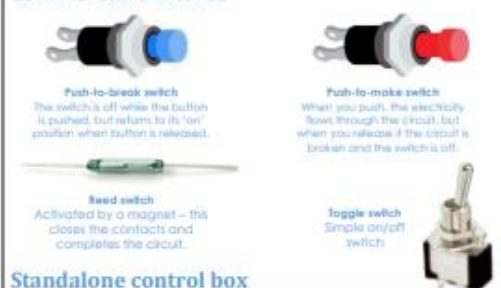 Push-to-break switch
The switch is off while the button
is pushed, but returns to its 'on'
position when button is released.
Push-to-make switch
When you push, the electricity
flows through the circuit, but
when you release it the circuit is
broken and the switch is off.
Reed switch
Activated by a magnet – this
closes the contacts and
completes the circuit.
Toggle switch
Simple on/off
switch
Standalone control box